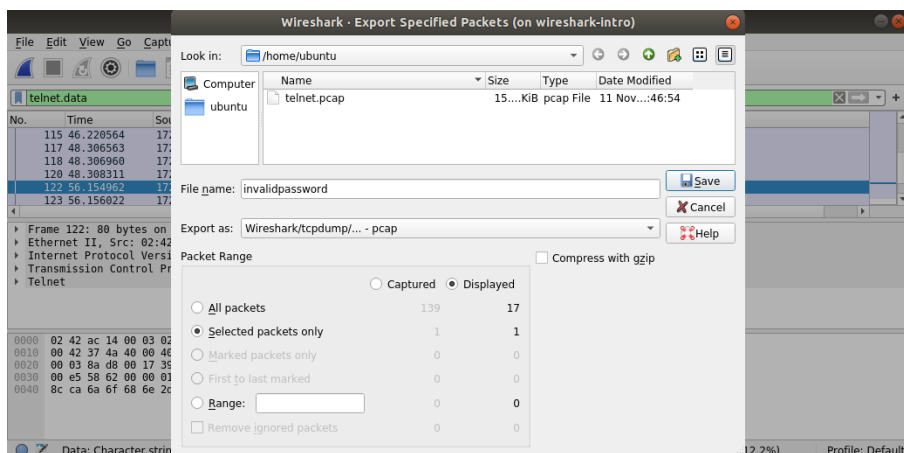 Wireshark · Export Specified Packets (on wireshark-intro)
File Edit View Go Captu
Look in: /home/ubuntu
Computer
ubuntu
Name Size Type Date Modified
telnet.pcap 15....KiB pcap File 11 Nov...:46:54
telnet.data
No. Time Sou
115 46.220564 172
117 48.306563 172
118 48.306960 172
120 48.308311 172
122 56.154962 172
123 56.156022 172
File name: invalidpassword
Save
Cancel
Help
Export as: Wireshark/tcpdump/... - pcap
Compress with gzip
Frame 122: 80 bytes on
Ethernet II, Src: 02:42
Internet Protocol Versi
Transmission Control Pr
Telnet
Packet Range
Captured Displayed
All packets 139 17
Selected packets only 1 1
Marked packets only 0 0
First to last marked 0 0
Range: 0 0
Remove ignored packets 0 0
0000 02 42 ac 14 00 03 02
0010 00 42 37 4a 40 00 40
0020 00 03 8a d8 00 17 39
0030 00 e5 58 62 00 00 01
0040 8c ca 6a 6f 68 6e 2d
Data: Character strin
12.2%) Profile: Default